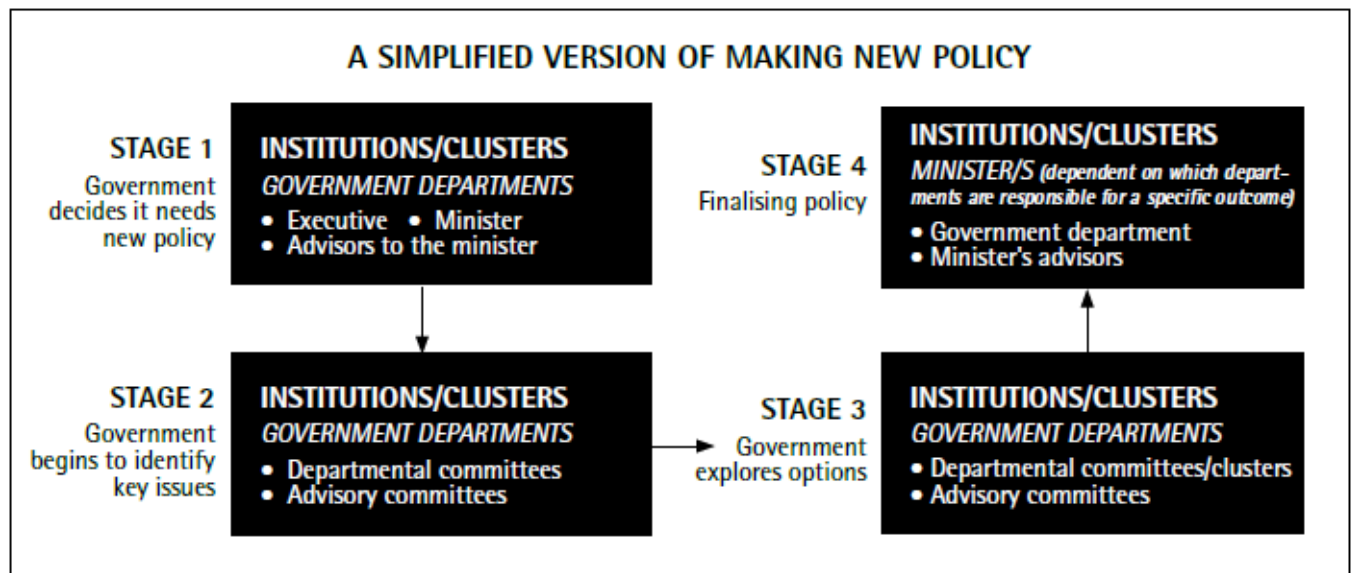 A SIMPLIFIED VERSION OF MAKING NEW POLICY
STAGE 1
Government
decides it needs
new policy
INSTITUTIONS/CLUSTERS
GOVERNMENT DEPARTMENTS
• Executive • Minister
• Advisors to the minister
STAGE 2
Government
begins to identify
key issues
INSTITUTIONS/CLUSTERS
GOVERNMENT DEPARTMENTS
• Departmental committees
• Advisory committees
STAGE 3
Government
explores options
INSTITUTIONS/CLUSTERS
GOVERNMENT DEPARTMENTS
• Departmental committees/clusters
• Advisory committees
STAGE 4
Finalising policy
INSTITUTIONS/CLUSTERS
MINISTER/S (dependent on which depart-
ments are responsible for a specific outcome)
• Government department
• Minister's advisors